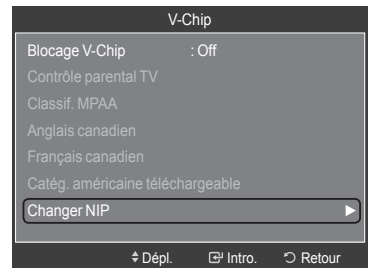 V-Chip
Blocage V-Chip : Off
Contrôle parental TV
Classif. MPAA
Anglais canadien
Français canadien
Catég. américaine téléchargeable
Changer NIP
Dépl. Intro. Retour